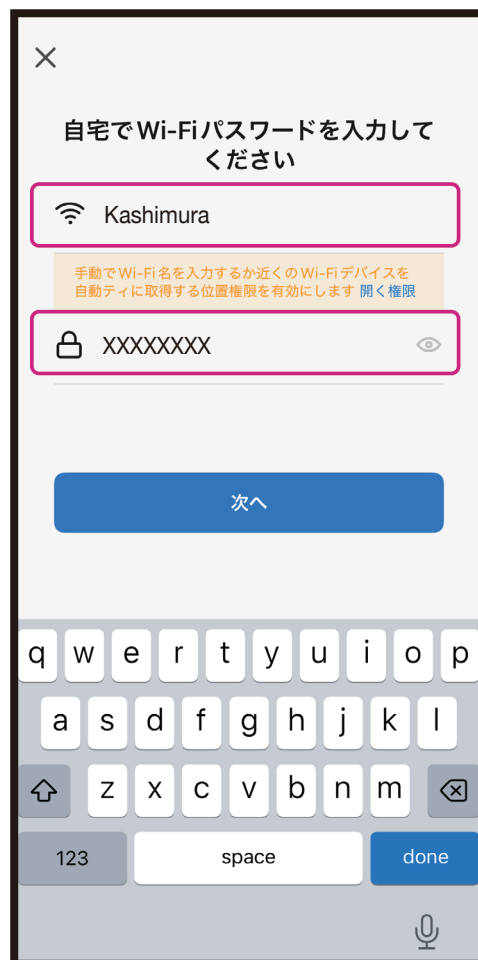 自宅でWi-Fiパスワードを入力して
ください
Kashimura
手動でWi-Fi名を入力するか近くのWi-Fiデバイスを
自動ティに取得する位置権限を有効にします 開く権限
XXXXXXXX
次へ
q w e r t y u i o p
a s d f g h j k l
z x c v b n m
123 space done